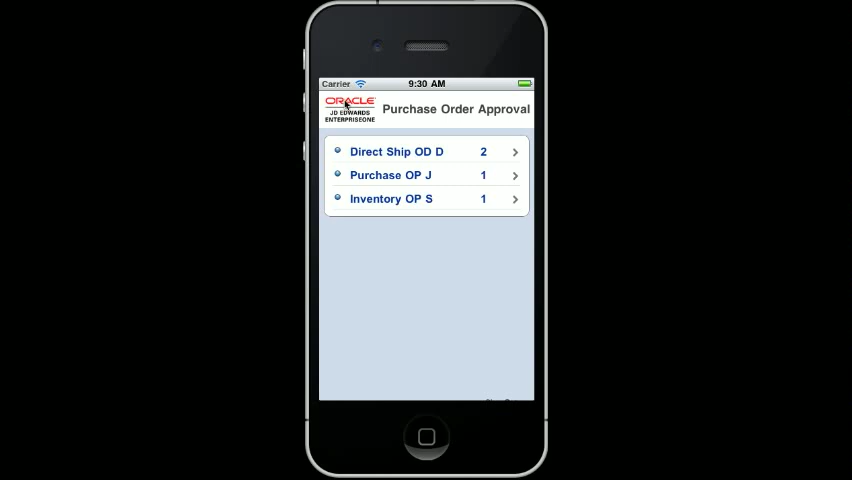 Carrier 9:30 AM
ORACLE
JD EDWARDS
ENTERPRISEONE
Purchase Order Approval
Direct Ship OD D 2
Purchase OP J 1
Inventory OP S 1